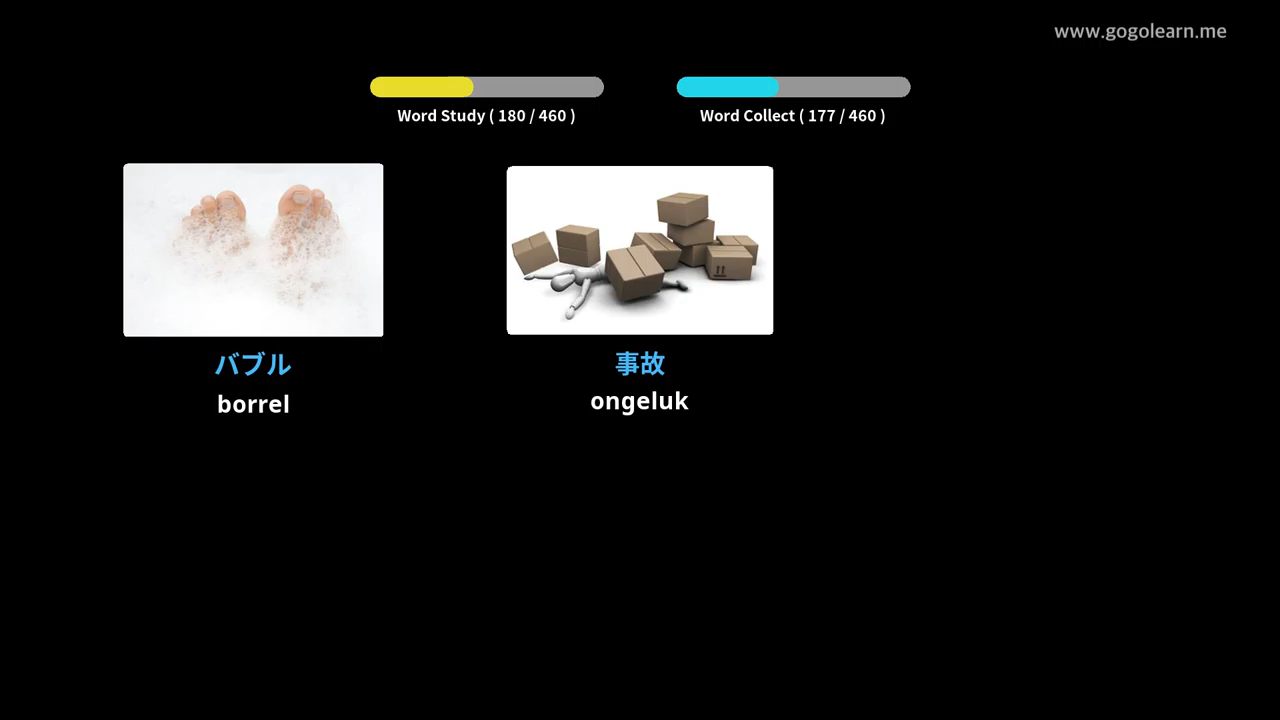 www.gogolearn.me
Word Study ( 180 / 460 )
Word Collect ( 177 / 460 )
バブル
borrel
事故
ongeluk